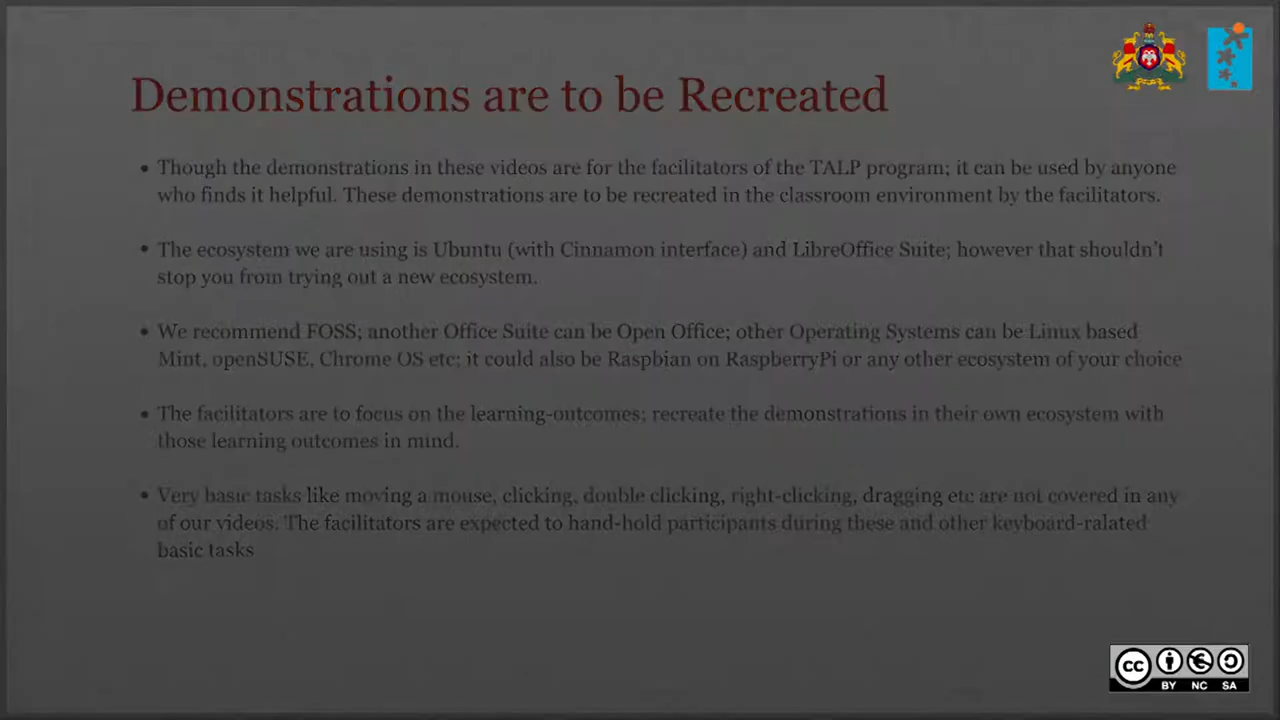 Demonstrations are to be Recreated
• Though the demonstrations in these videos are for the facilitators of the TALP program; it can be used by anyone
who finds it helpful. These demonstrations are to be recreated in the classroom environment by the facilitators.
• The ecosystem we are using is Ubuntu (with Cinnamon interface) and LibreOffice Suite; however that shouldn't
stop you from trying out a new ecosystem.
• We recommend FOSS; another Office Suite can be Open Office; other Operating Systems can be Linux based
Mint, openSUSE, Chrome OS etc; it could also be Raspbian on RaspberryPi or any other ecosystem of your choice
• The facilitators are to focus on the learning-outcomes; recreate the demonstrations in their own ecosystem with
those learning outcomes in mind.
• Very basic tasks like moving a mouse, clicking, double clicking, right-clicking, dragging etc are not covered in any
of our videos. The facilitators are expected to hand-hold participants during these and other keyboard-ralated
basic tasks
cc
BY NC SA